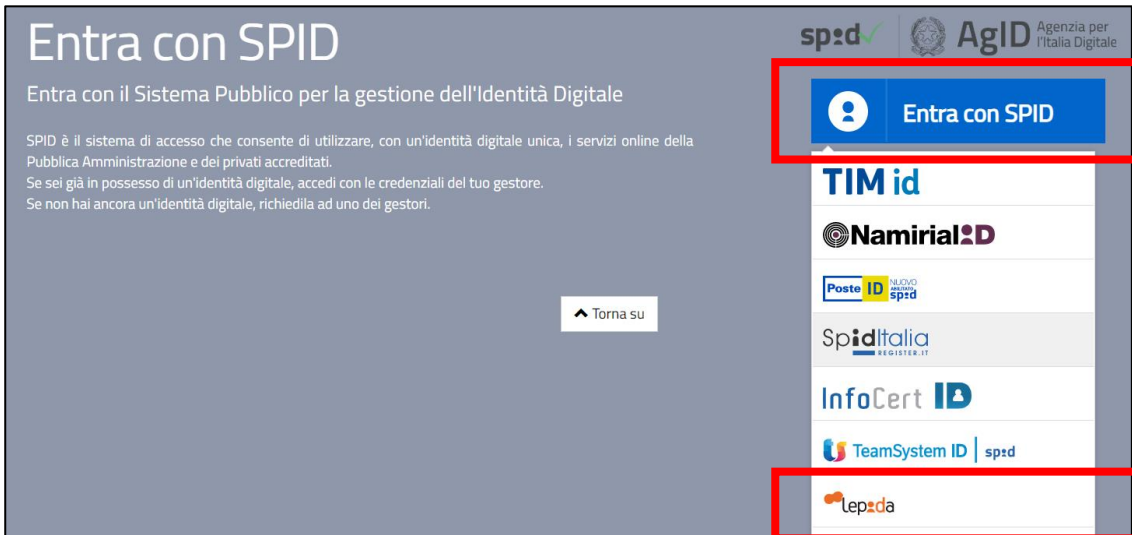 Entra con SPID
Entra con il Sistema Pubblico per la gestione dell'Identità Digitale
SPID è il sistema di accesso che consente di utilizzare, con un'identità digitale unica, i servizi online della
Pubblica Amministrazione e dei privati accreditati.
Se sei già in possesso di un'identità digitale, accedi con le credenziali del tuo gestore.
Se non hai ancora un'identità digitale, richiedila ad uno dei gestori.
Torna su
spid
AgID Agenzia per
l'Italia Digitale
Entra con SPID
TIM id
NamirialID
Poste ID NUOVO
ABILITATO
spid
SpidItalia
REGISTER.IT
InfoCert ID
TeamSystem ID | spid
Lepida